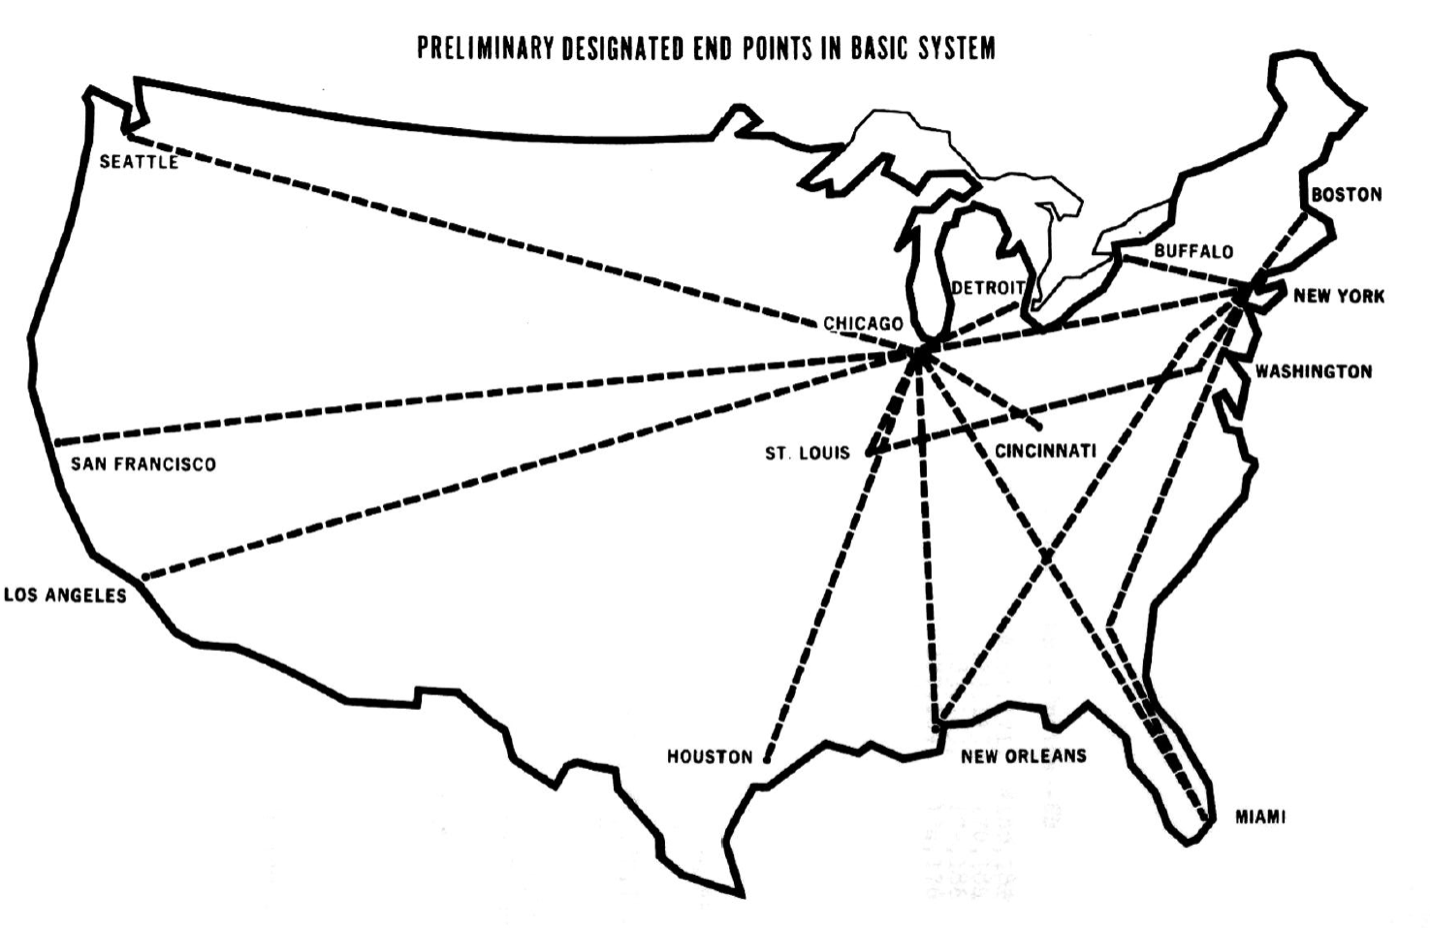 PRELIMINARY DESIGNATED END POINTS IN BASIC SYSTEM
SEATTLE
BOSTON
BUFFALO
DETROIT
NEW YORK
CHICAGO
WASHINGTON
ST. LOUIS
CINCINNATI
SAN FRANCISCO
LOS ANGELES
HOUSTON
NEW ORLEANS
MIAMI